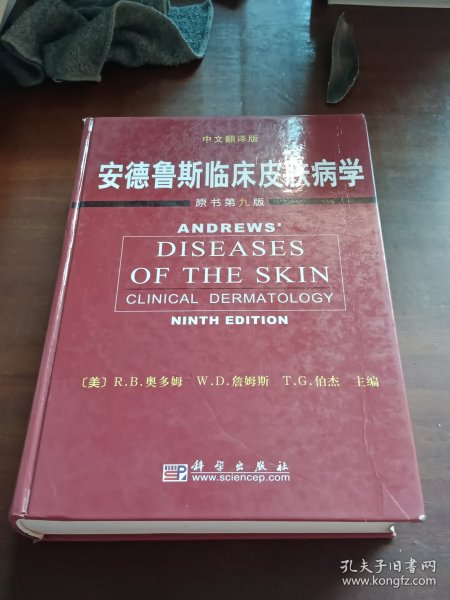 中文翻译版
安德鲁斯临床皮肤病学
原书第九版
ANDREWS'
DISEASES
OF THE SKIN
CLINICAL DERMATOLOGY
NINTH EDITION
〔美〕R.B.奥多姆 W.D.詹姆斯 T.G.伯杰 主编
科学出版社
www.sciencep.com
孔夫子旧书网
www.kongfz.com